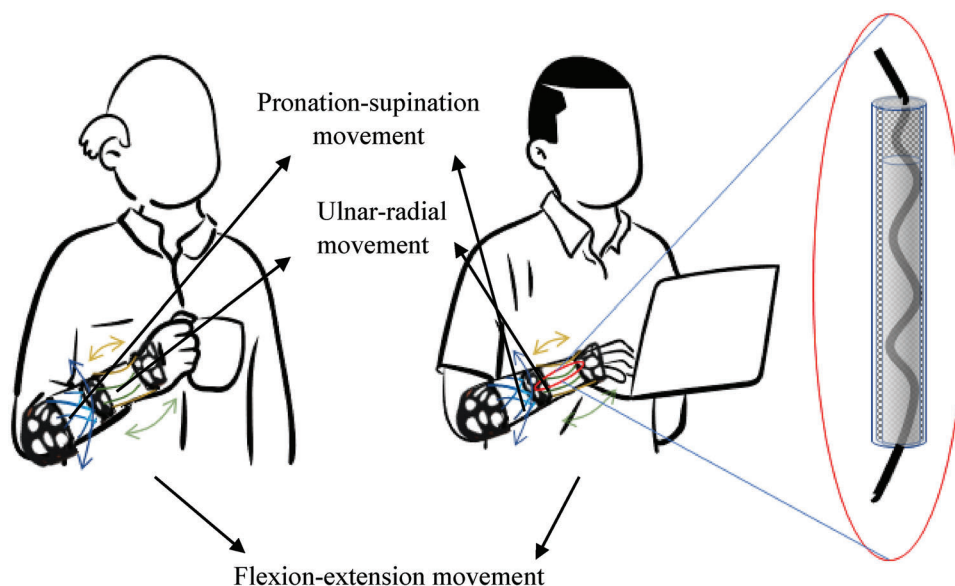 Pronation-supination
movement
Ulnar-radial
movement
Flexion-extension movement